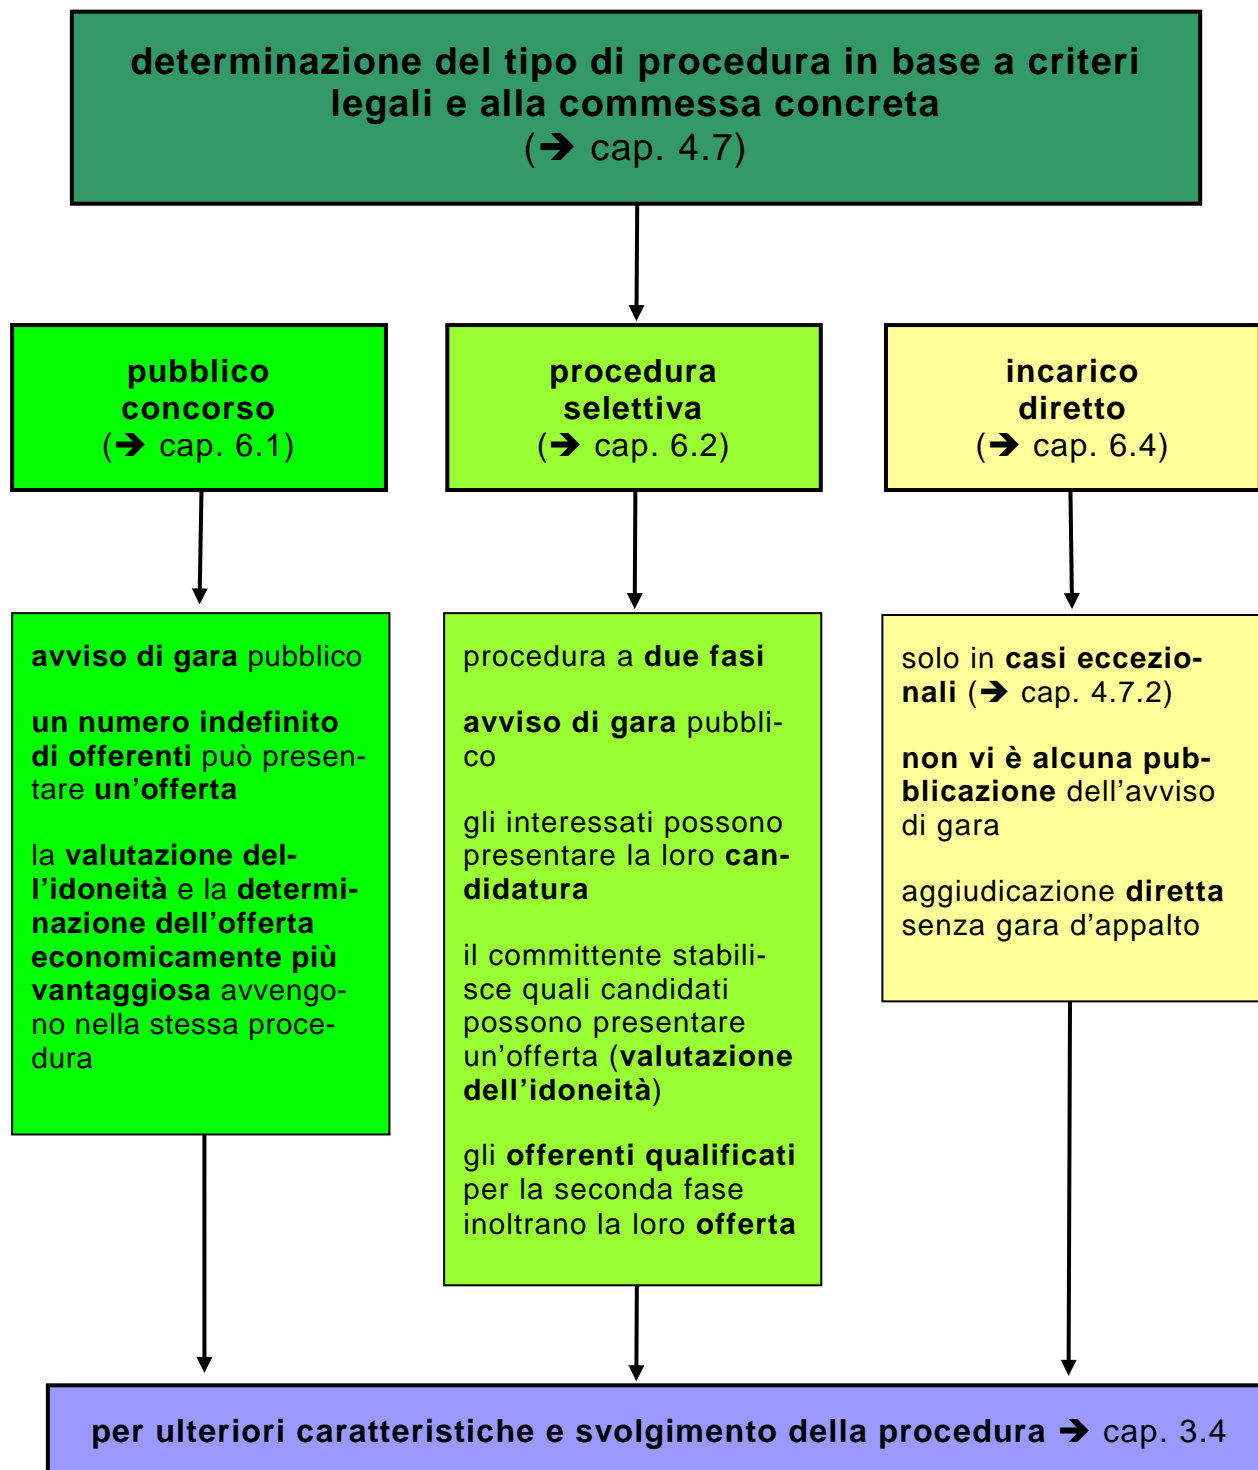 determinazione del tipo di procedura in base a criteri
legali e alla commessa concreta
(➔ cap. 4.7)
pubblico
concorso
(➔ cap. 6.1)
procedura
selettiva
(➔ cap. 6.2)
incarico
diretto
(➔ cap. 6.4)
avviso di gara pubblico
un numero indefinito
di offerenti può presen-
tare un'offerta
la valutazione del-
l'idoneità e la determi-
nazione dell'offerta
economicamente più
vantaggiosa avvengo-
no nella stessa proce-
dura
procedura a due fasi
avviso di gara pubbli-
co
gli interessati possono
presentare la loro can-
didatura
il committente stabili-
sce quali candidati
possono presentare
un'offerta (valutazione
dell'idoneità)
gli offerenti qualificati
per la seconda fase
inoltrano la loro offerta
solo in casi eccezio-
nali (➔ cap. 4.7.2)
non vi è alcuna pub-
blicazione dell'avviso
di gara
aggiudicazione diretta
senza gara d'appalto
per ulteriori caratteristiche e svolgimento della procedura ➔ cap. 3.4